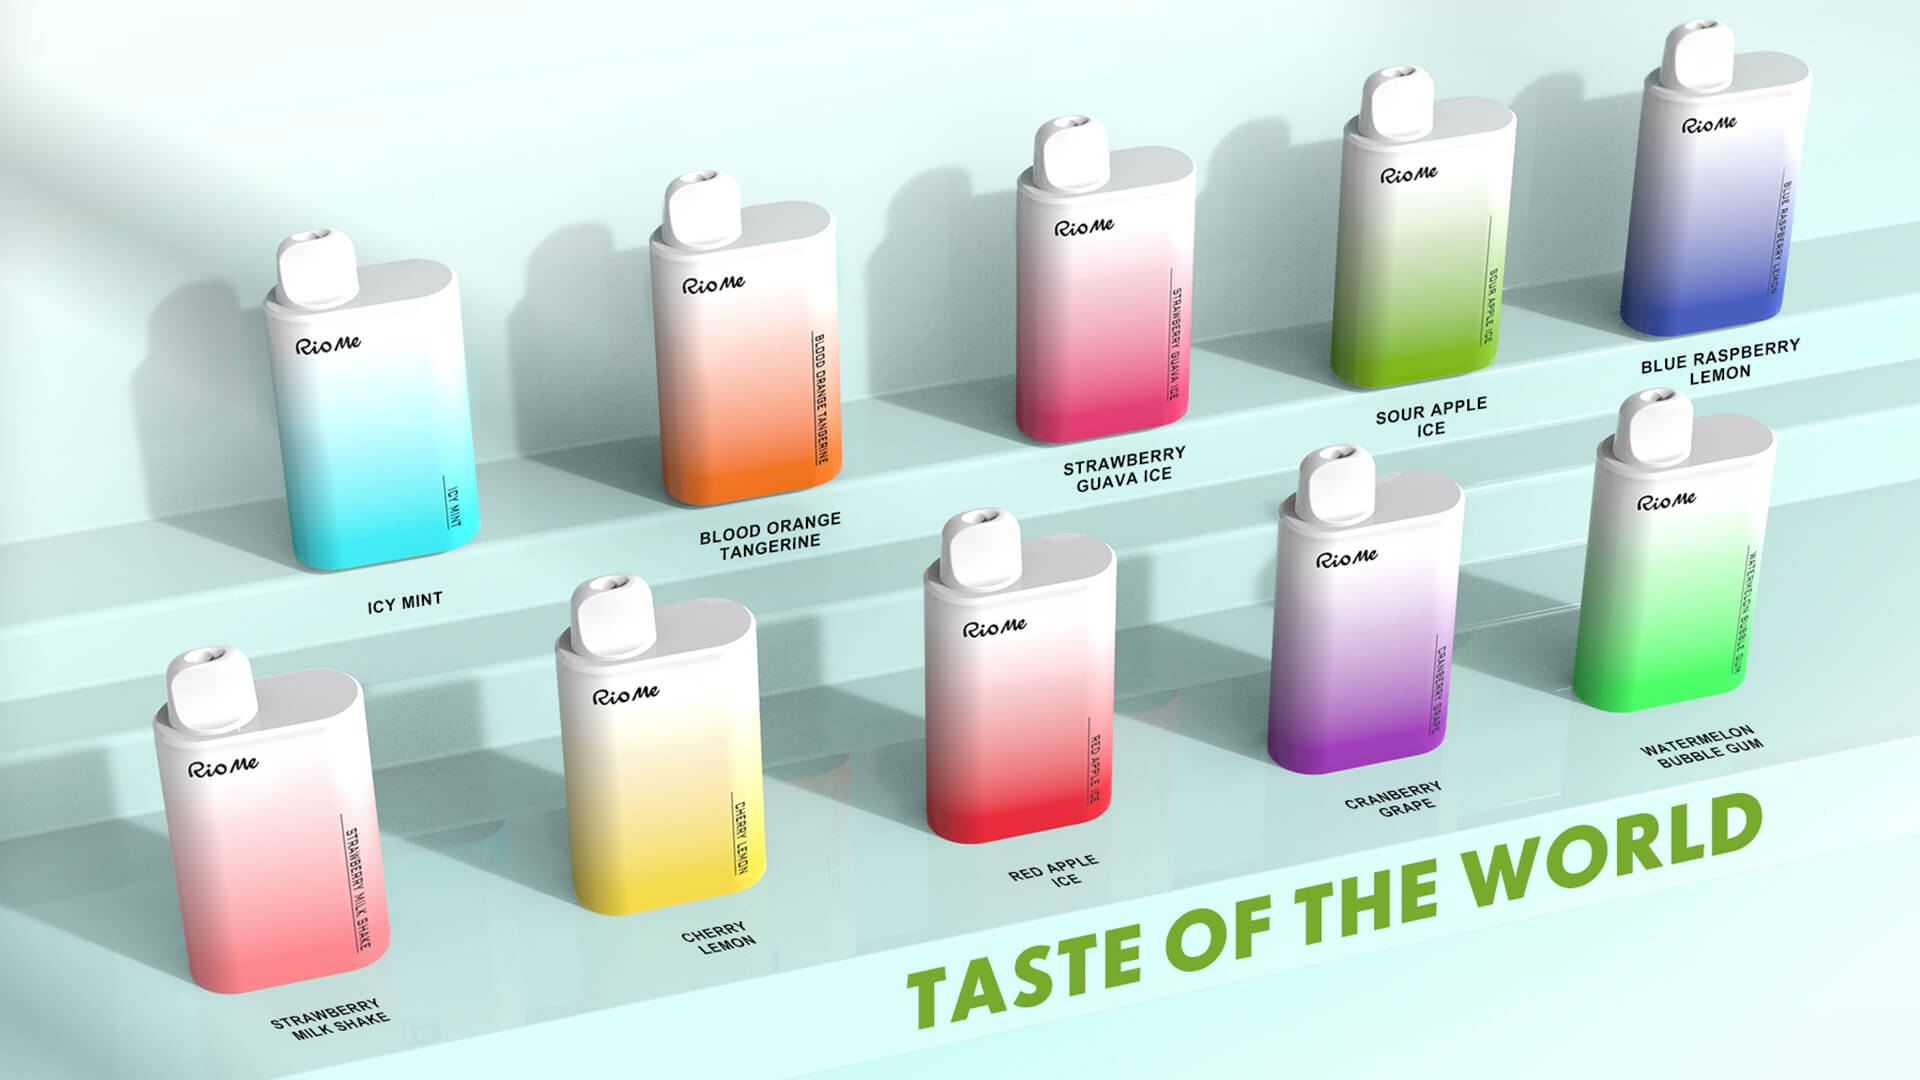 RioMe
BLUE RASPBERRY LEMON
BLUE RASPBERRY
LEMON
RioMe
SOUR APPLE ICE
SOUR APPLE
ICE
RioMe
STRAWBERRY GUAVA ICE
STRAWBERRY
GUAVA ICE
RioMe
BLOOD ORANGE TANGERINE
BLOOD ORANGE
TANGERINE
RioMe
ICY MINT
ICY MINT
RioMe
WATERMELON BUBBLE GUM
WATERMELON
BUBBLE GUM
RioMe
CRANBERRY GRAPE
CRANBERRY
GRAPE
RioMe
RED APPLE ICE
RED APPLE
ICE
RioMe
CHERRY LEMON
CHERRY
LEMON
RioMe
STRAWBERRY MILK SHAKE
STRAWBERRY
MILK SHAKE
TASTE OF THE WORLD